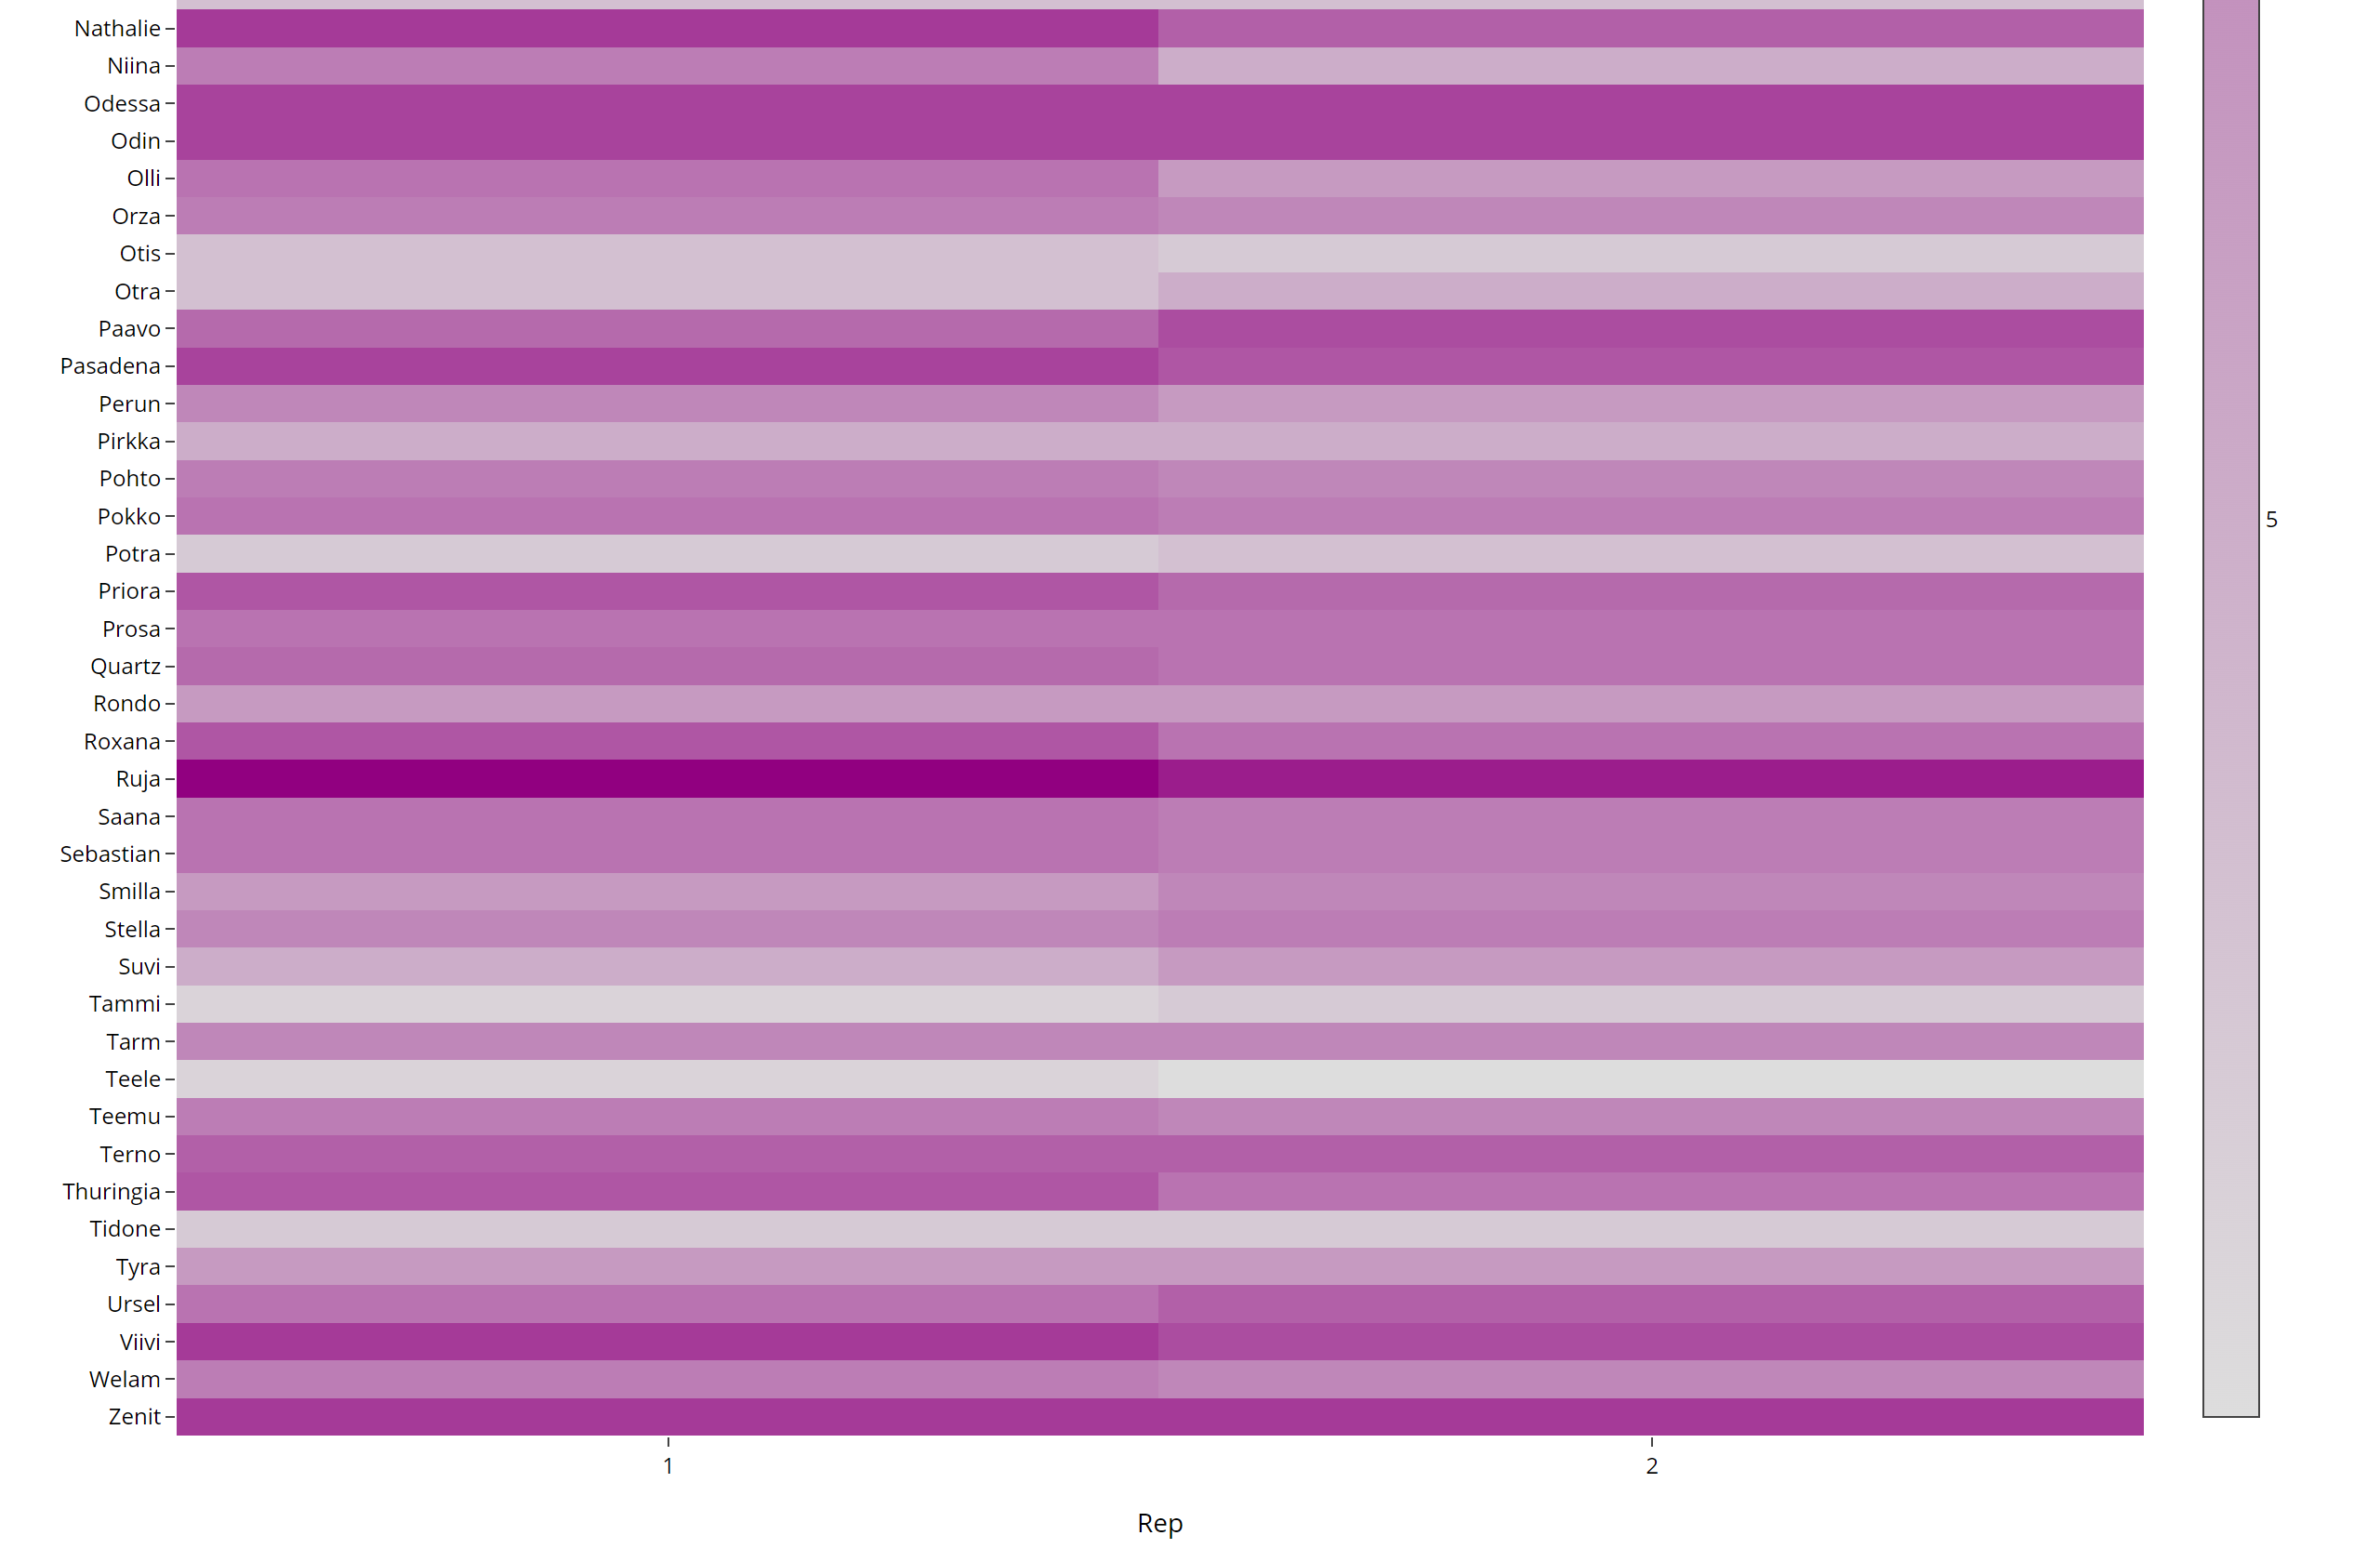 Nathalie
Niina
Odessa
Odin
Olli
Orza
Otis
Otra
Paavo
Pasadena
Perun
Pirkka
Pohto
Pokko
Potra
Priora
Prosa
Quartz
Rondo
Roxana
Ruja
Saana
Sebastian
Smilla
Stella
Suvi
Tammi
Tarm
Teele
Teemu
Terno
Thuringia
Tidone
Tyra
Ursel
Viivi
Welam
Zenit
1
2
Rep
5